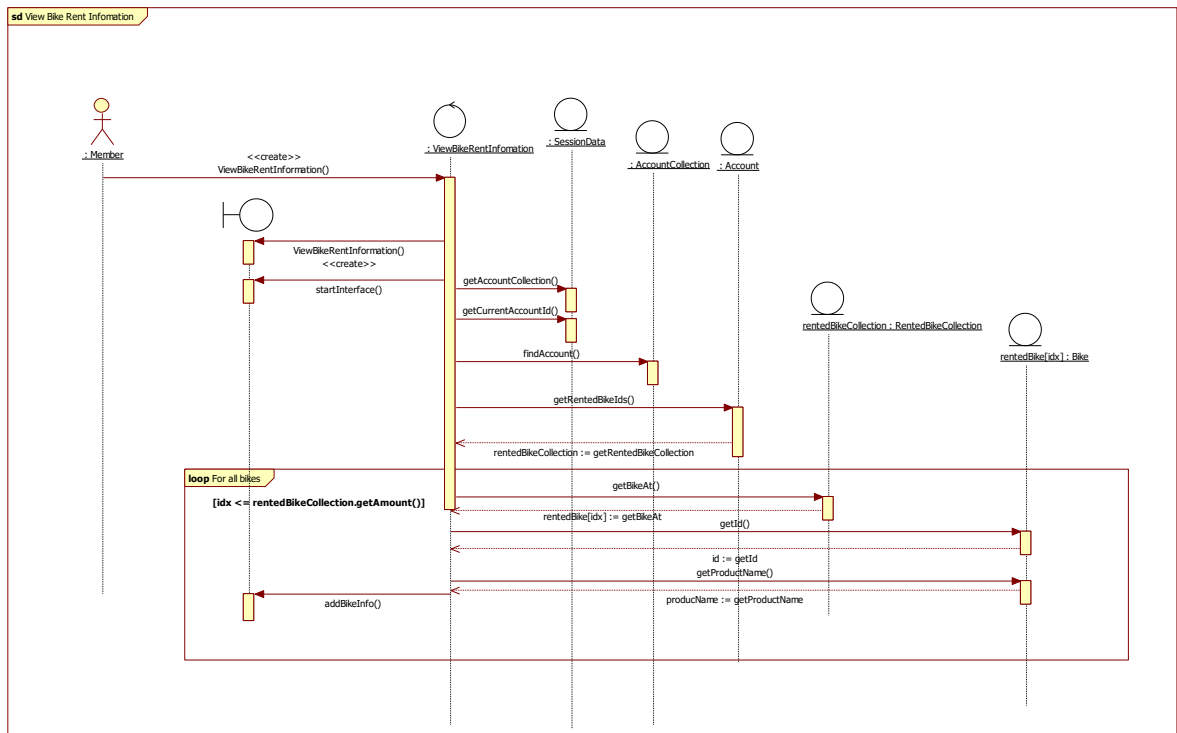 sd View Bike Rent Infomation
: Member
: ViewBikeRentInfomation
: SessionData
: AccountCollection
: Account
<<create>>
ViewBikeRentInformation()
ViewBikeRentInformation()
<<create>>
startInterface()
getAccountCollection()
getCurrentAccountId()
rentedBikeCollection : RentedBikeCollection
rentedBike[idx] : Bike
findAccount()
getRentedBikeIds()
rentedBikeCollection := getRentedBikeCollection
loop For all bikes
[idx <= rentedBikeCollection.getAmount()]
getBikeAt()
rentedBike[idx] := getBikeAt
getId()
id := getId
getProductName()
producName := getProductName
addBikeInfo()